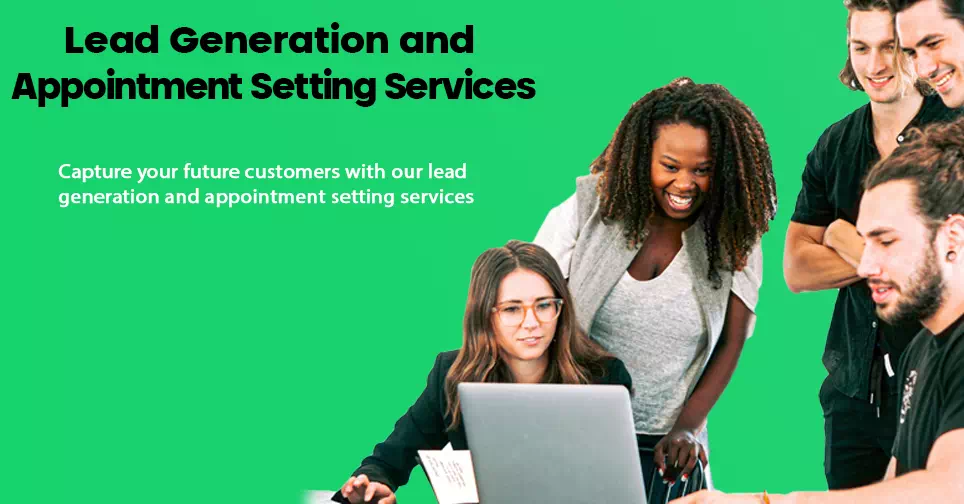 Lead Generation and
Appointment Setting Services
Capture your future customers with our lead
generation and appointment setting services